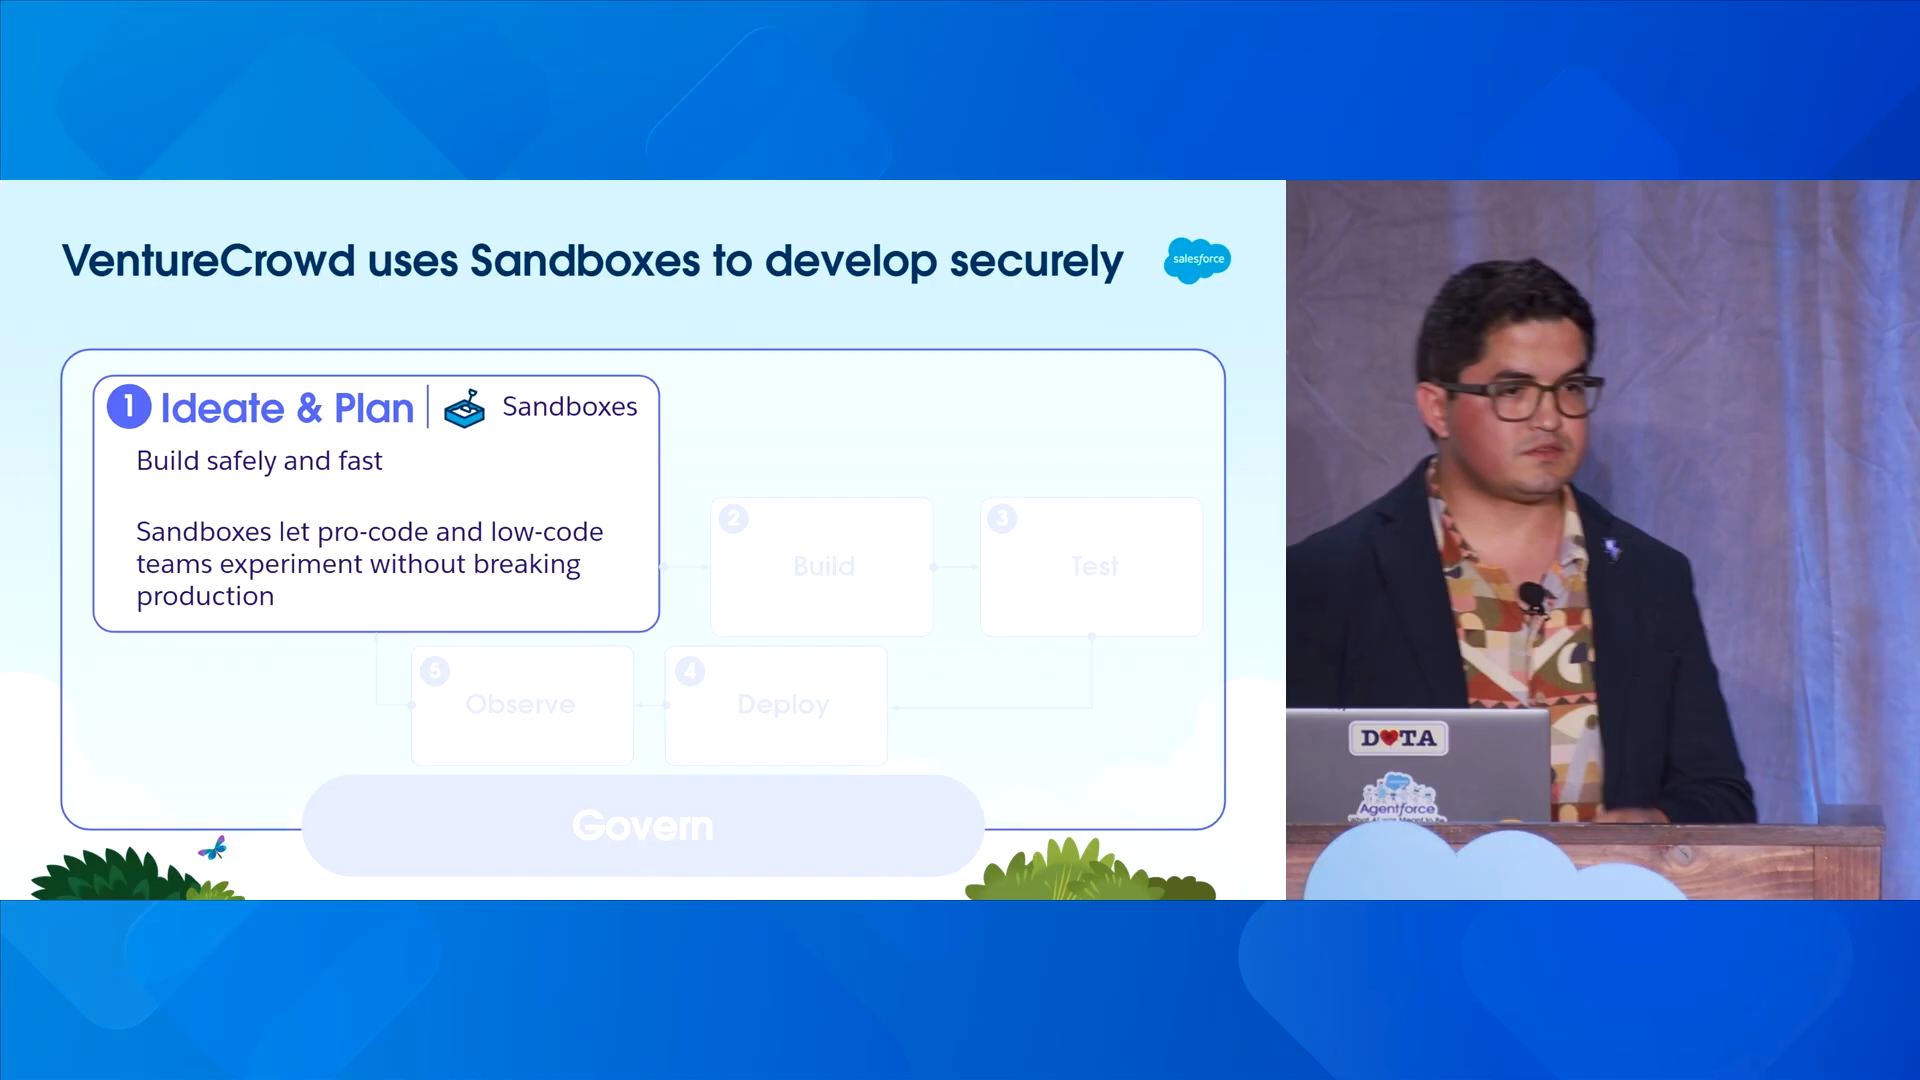 VentureCrowd uses Sandboxes to develop securely
salesforce
1 Ideate & Plan
Sandboxes
Build safely and fast
Sandboxes let pro-code and low-code
teams experiment without breaking
production
2
Build
3
Test
5
Observe
4
Deploy
Govern
D❤TA
Agentforce